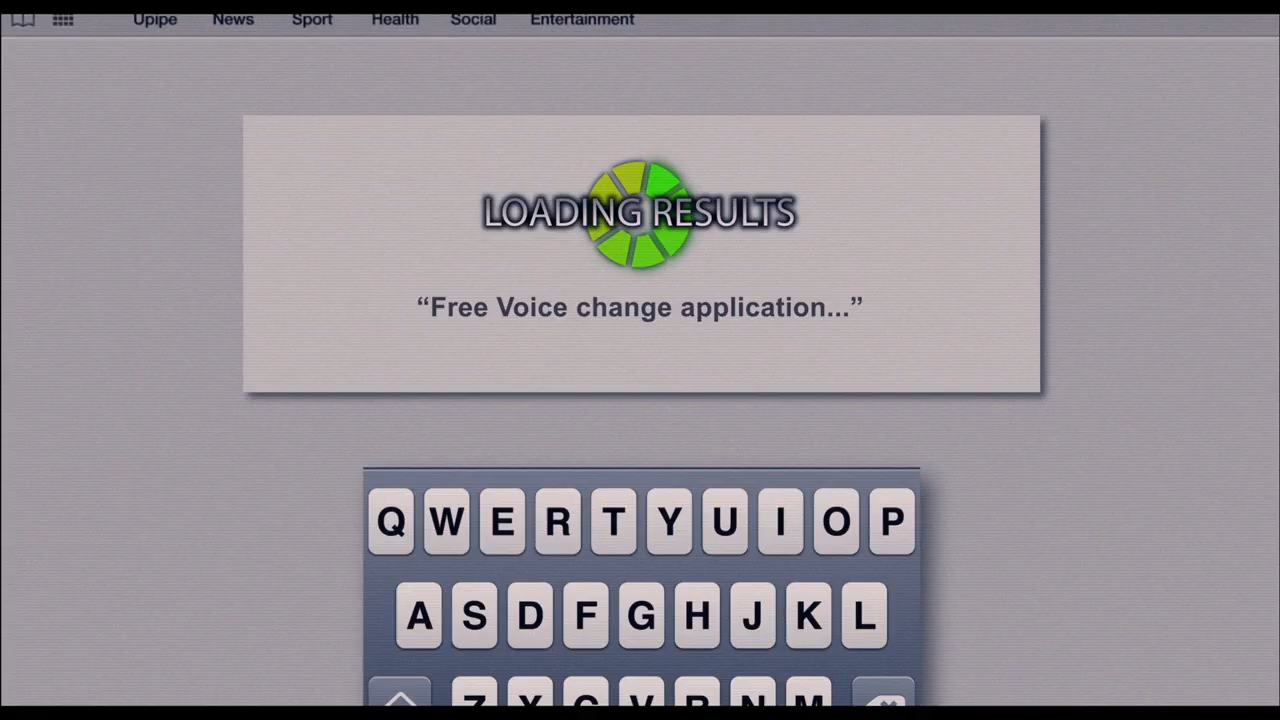 Upipe News Sport Health Social Entertainment
LOADING RESULTS
“Free Voice change application...”
Q W E R T Y U I O P
A S D F G H J K L
Z X C V B N M